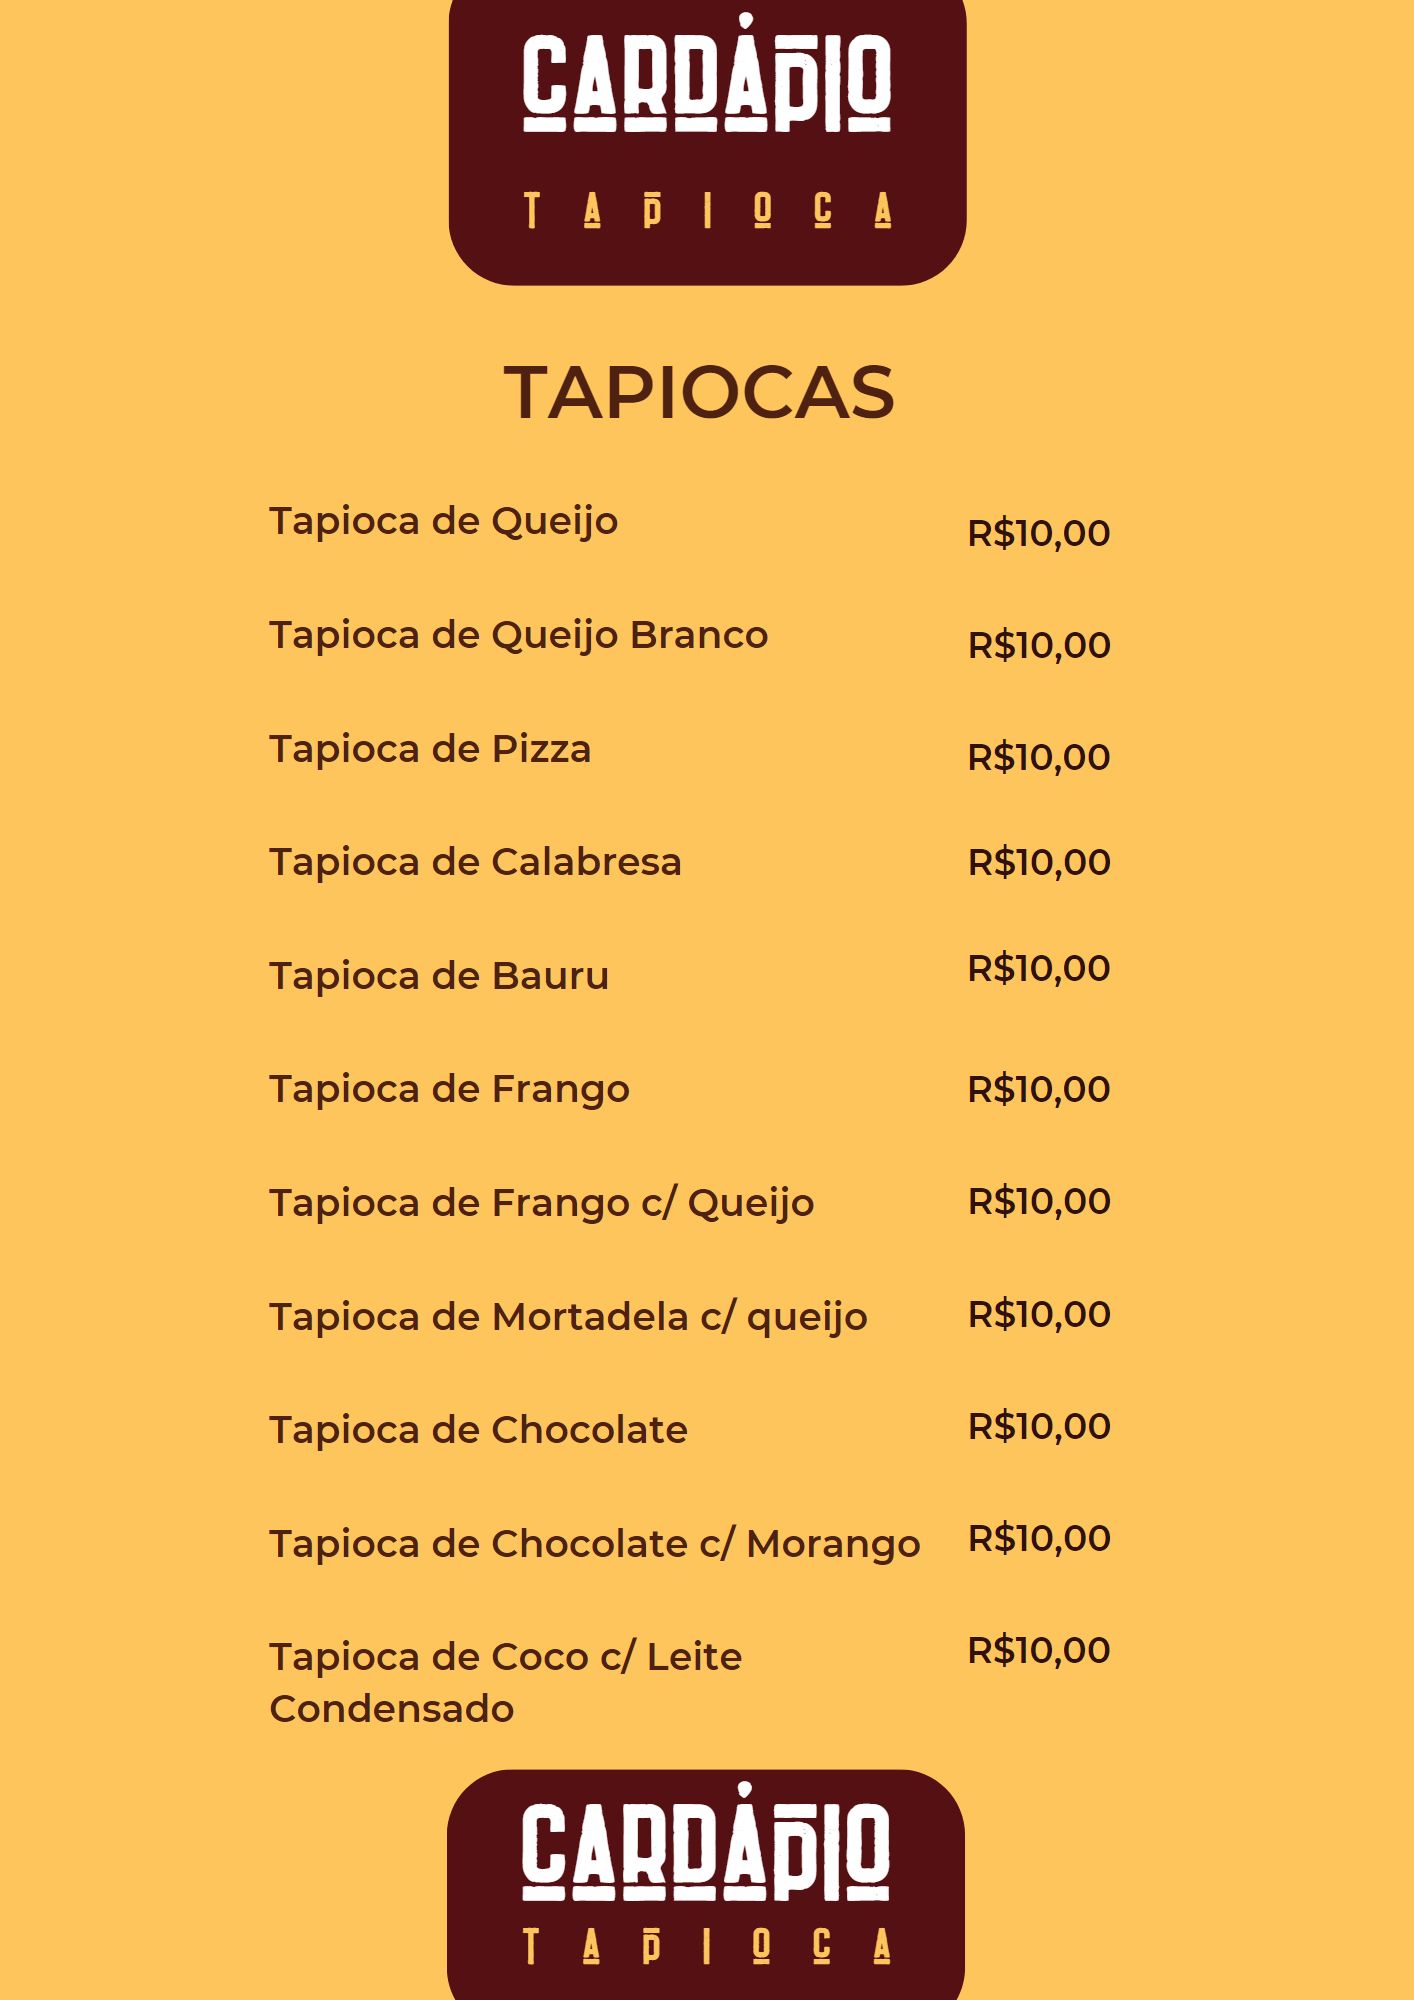 CARDÁPIO
TAPIOCA
TAPIOCAS
Tapioca de Queijo R$10,00
Tapioca de Queijo Branco R$10,00
Tapioca de Pizza R$10,00
Tapioca de Calabresa R$10,00
Tapioca de Bauru R$10,00
Tapioca de Frango R$10,00
Tapioca de Frango c/ Queijo R$10,00
Tapioca de Mortadela c/ queijo R$10,00
Tapioca de Chocolate R$10,00
Tapioca de Chocolate c/ Morango R$10,00
Tapioca de Coco c/ Leite R$10,00
Condensado
CARDÁPIO
TAPIOCA